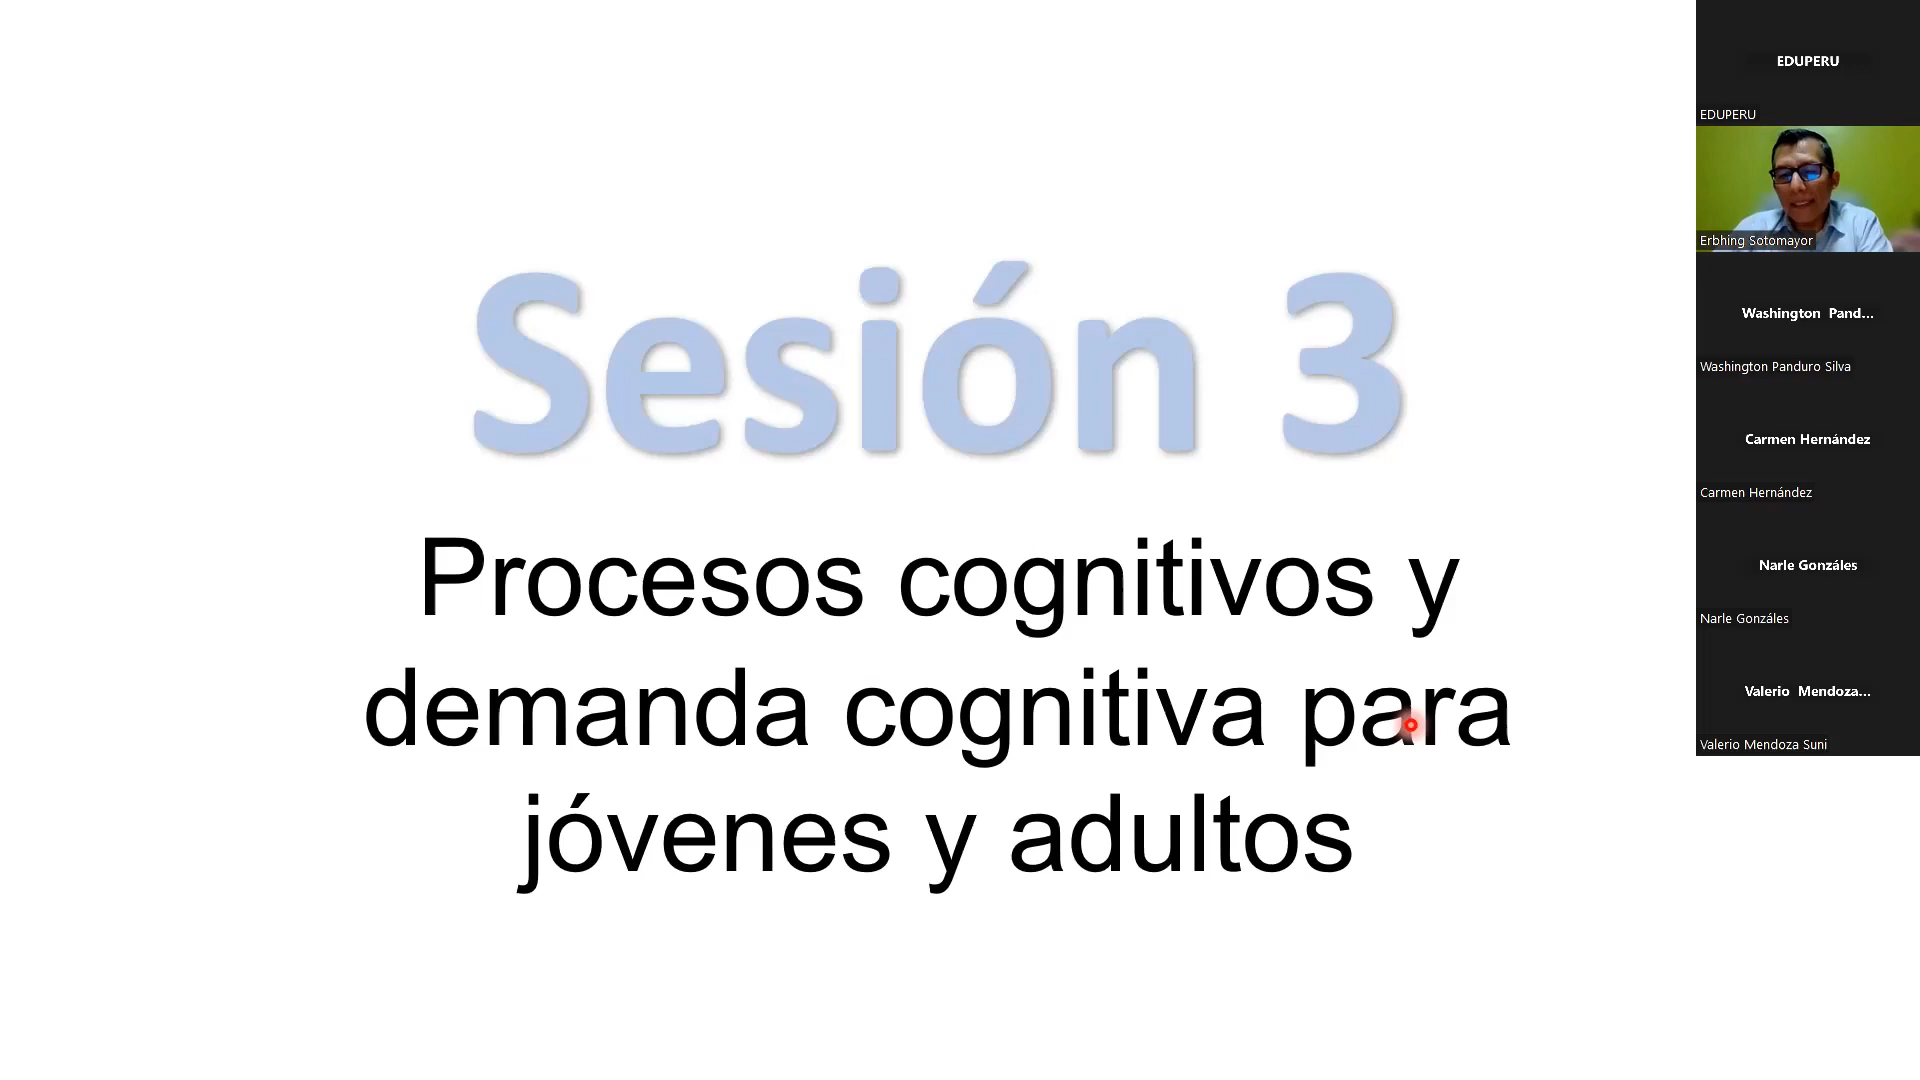 Sesión 3
Procesos cognitivos y
demanda cognitiva para
jóvenes y adultos
EDUPERU
EDUPERU
Erbhing Sotomayor
Washington Pand...
Washington Panduro Silva
Carmen Hernández
Carmen Hernández
Narle Gonzáles
Narle Gonzáles
Valerio Mendoza...
Valerio Mendoza Suni